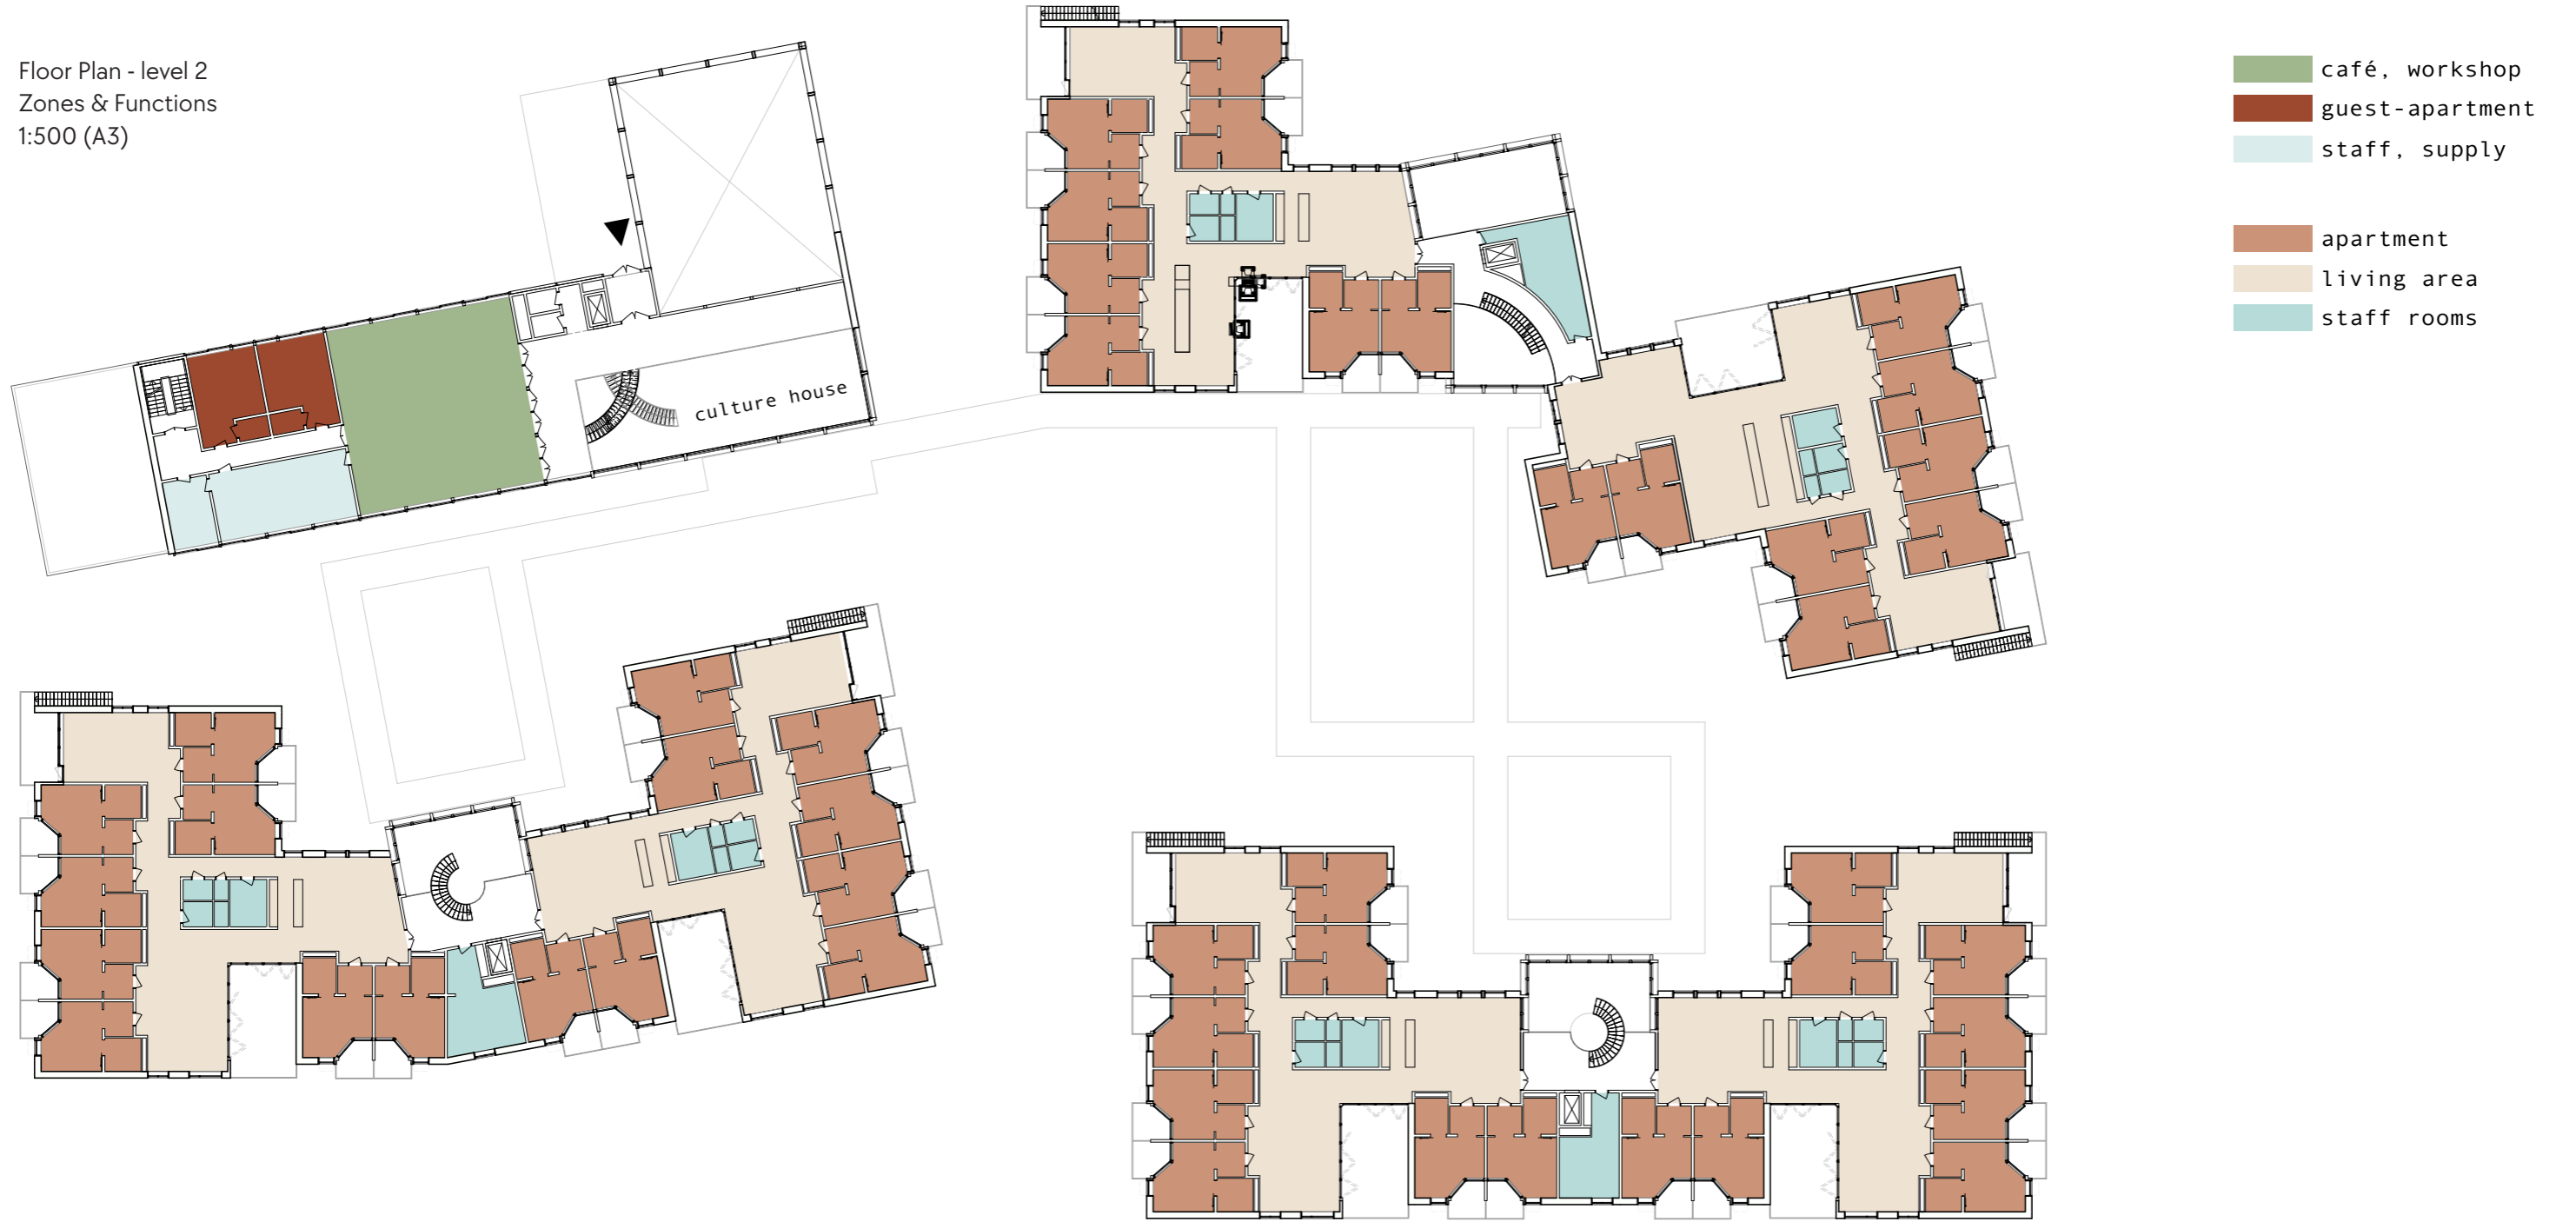 Floor Plan - level 2
Zones & Functions
1:500 (A3)
culture house
café, workshop
guest-apartment
staff, supply
apartment
living area
staff rooms